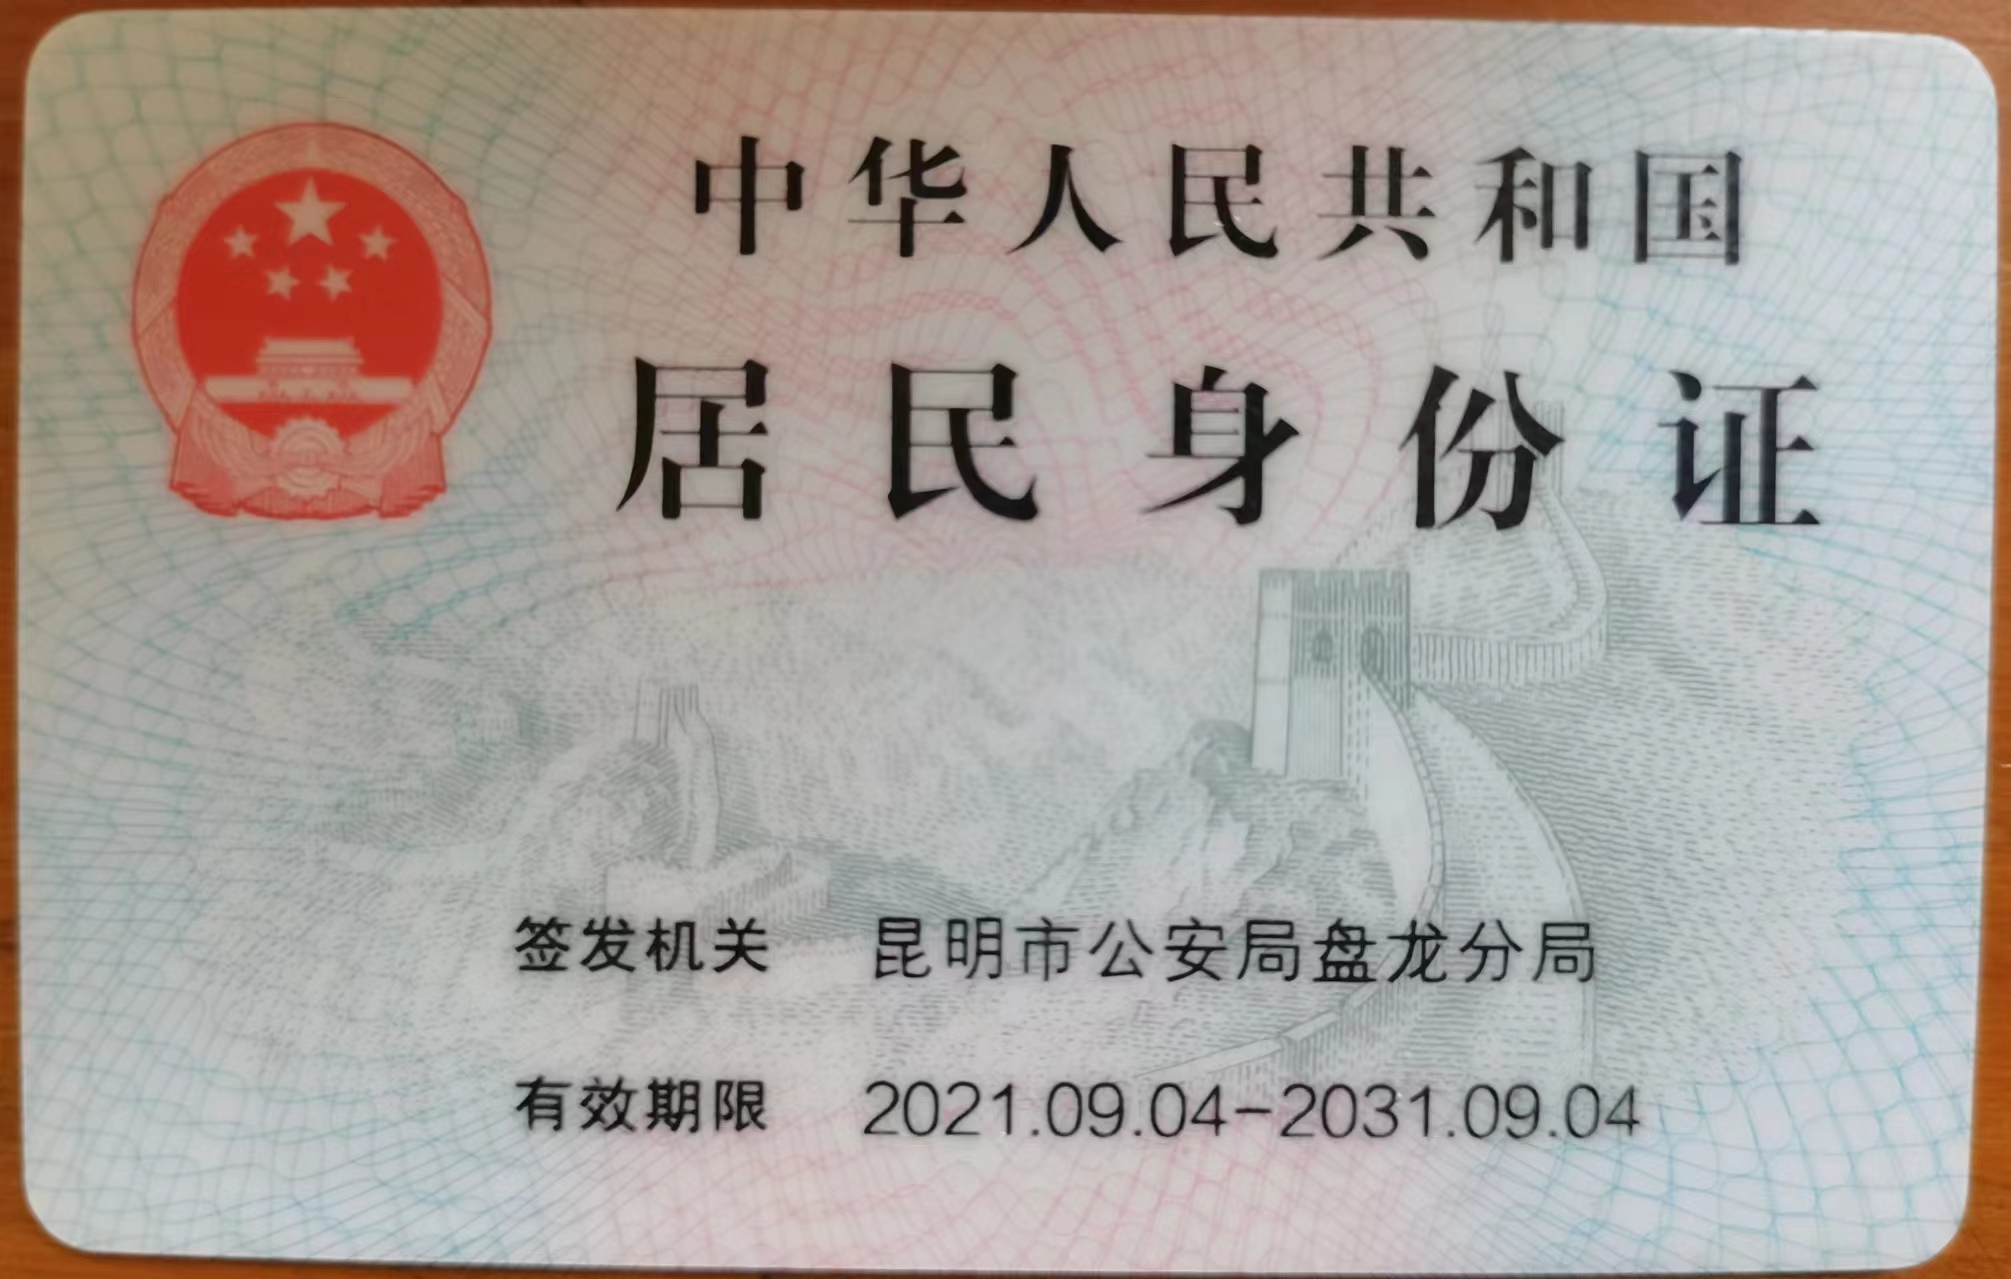 中华人民共和国
居民身份证
签发机关 昆明市公安局盘龙分局
有效期限 2021.09.04-2031.09.04